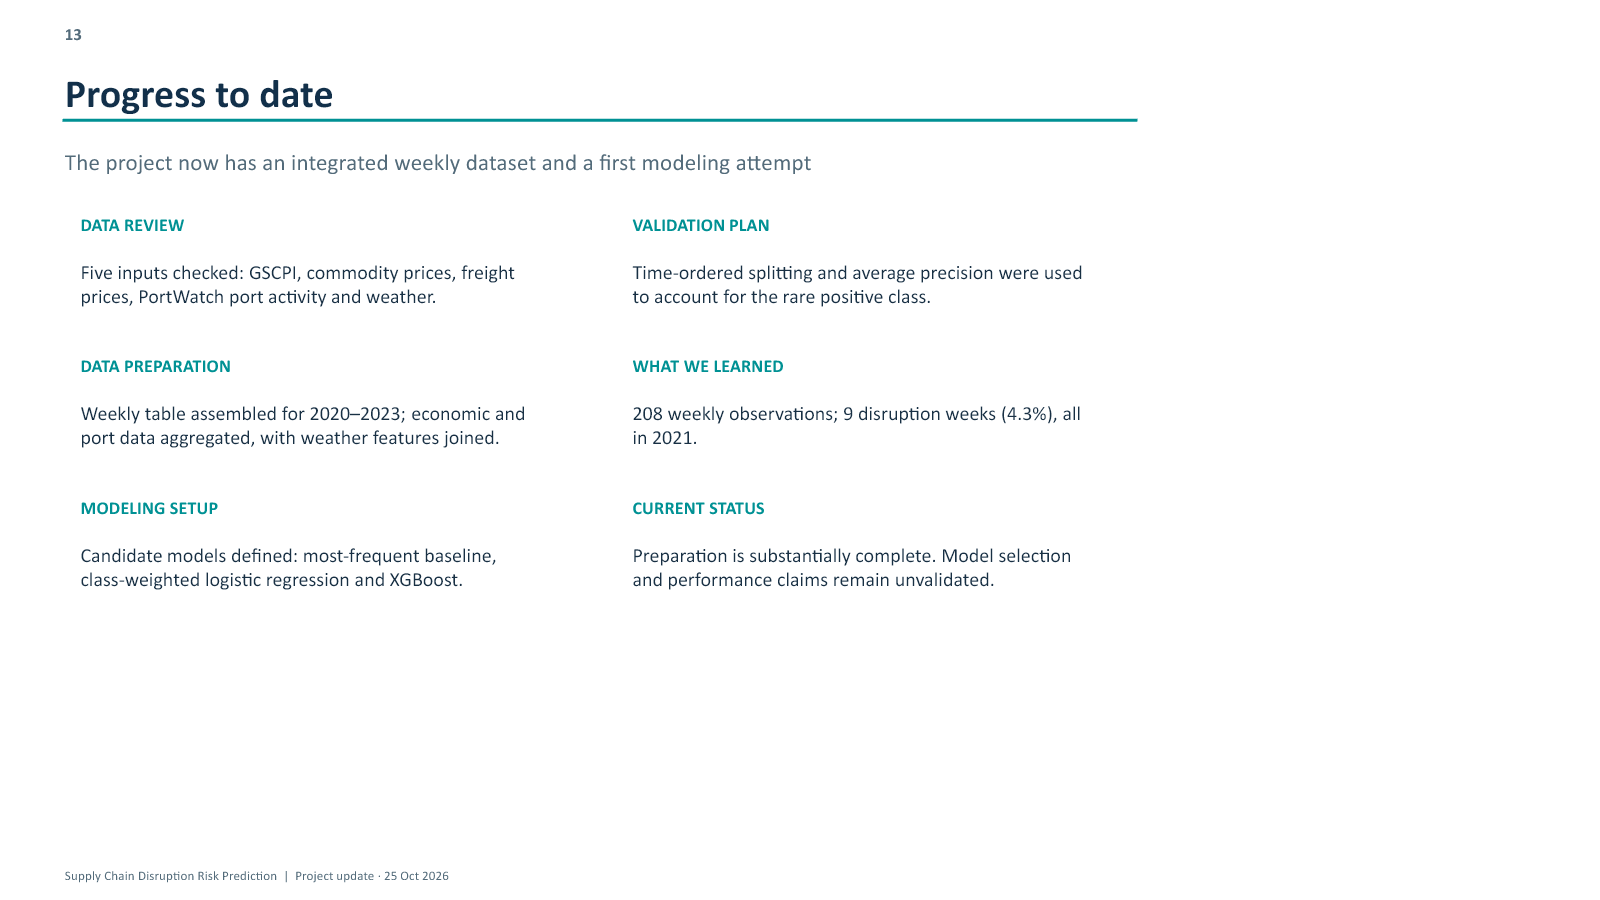 13
Progress to date
The project now has an integrated weekly dataset and a first modeling attempt
DATA REVIEW
Five inputs checked: GSCPI, commodity prices, freight
prices, PortWatch port activity and weather.
DATA PREPARATION
Weekly table assembled for 2020–2023; economic and
port data aggregated, with weather features joined.
MODELING SETUP
Candidate models defined: most-frequent baseline,
class-weighted logistic regression and XGBoost.
VALIDATION PLAN
Time-ordered splitting and average precision were used
to account for the rare positive class.
WHAT WE LEARNED
208 weekly observations; 9 disruption weeks (4.3%), all
in 2021.
CURRENT STATUS
Preparation is substantially complete. Model selection
and performance claims remain unvalidated.
Supply Chain Disruption Risk Prediction | Project update · 25 Oct 2026